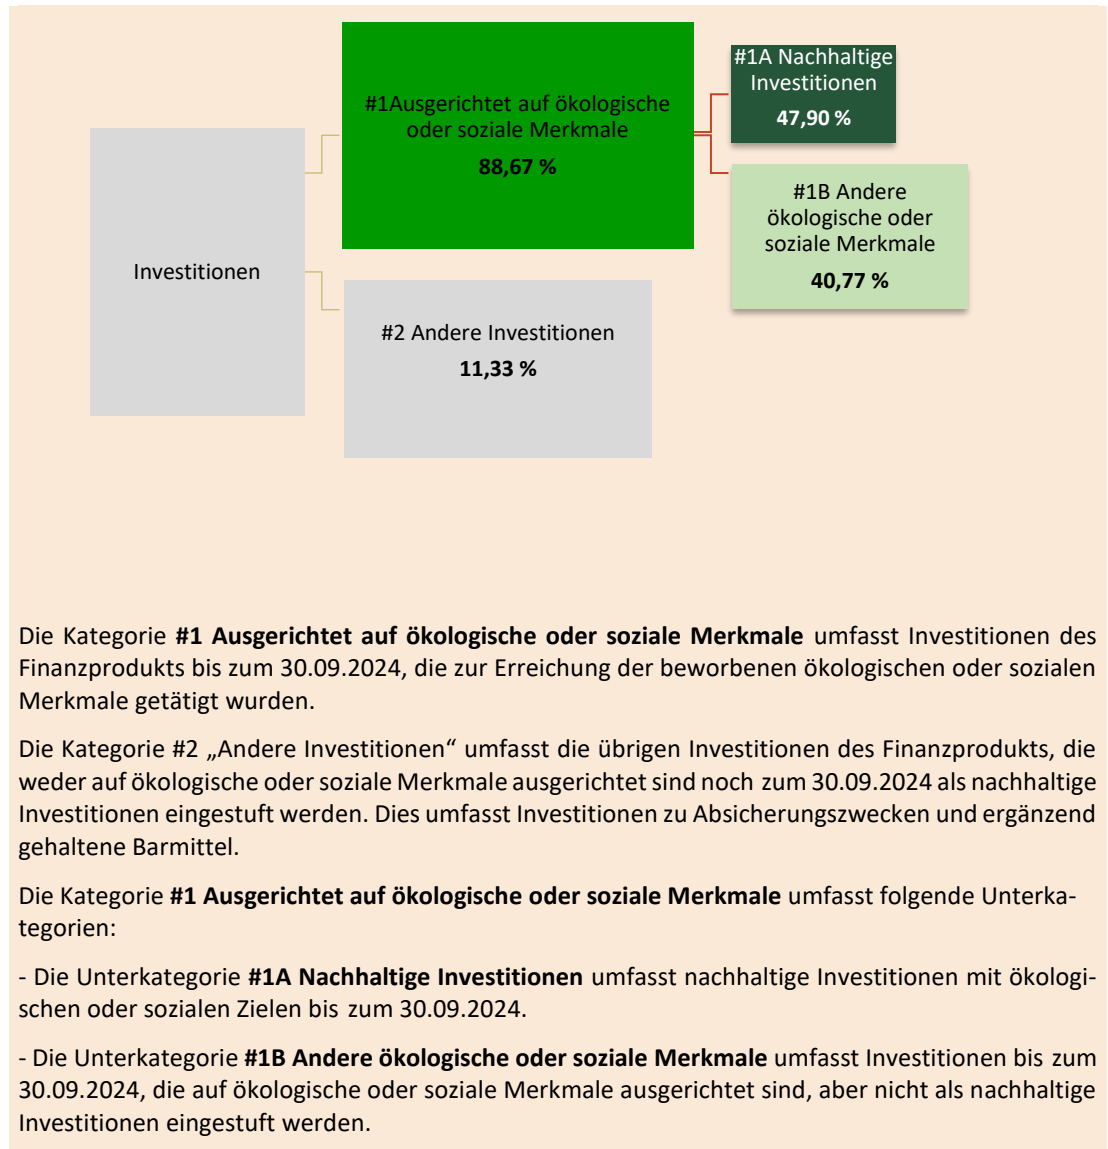 #1Ausgerichtet auf ökologische
oder soziale Merkmale
88,67 %
#1A Nachhaltige
Investitionen
47,90 %
#1B Andere
ökologische oder
soziale Merkmale
40,77 %
Investitionen
#2 Andere Investitionen
11,33 %
Die Kategorie #1 Ausgerichtet auf ökologische oder soziale Merkmale umfasst Investitionen des
Finanzprodukts bis zum 30.09.2024, die zur Erreichung der beworbenen ökologischen oder sozialen
Merkmale getätigt wurden.
Die Kategorie #2 „Andere Investitionen“ umfasst die übrigen Investitionen des Finanzprodukts, die
weder auf ökologische oder soziale Merkmale ausgerichtet sind noch zum 30.09.2024 als nachhaltige
Investitionen eingestuft werden. Dies umfasst Investitionen zu Absicherungszwecken und ergänzend
gehaltene Barmittel.
Die Kategorie #1 Ausgerichtet auf ökologische oder soziale Merkmale umfasst folgende Unterka-
tegorien:
- Die Unterkategorie #1A Nachhaltige Investitionen umfasst nachhaltige Investitionen mit ökologi-
schen oder sozialen Zielen bis zum 30.09.2024.
- Die Unterkategorie #1B Andere ökologische oder soziale Merkmale umfasst Investitionen bis zum
30.09.2024, die auf ökologische oder soziale Merkmale ausgerichtet sind, aber nicht als nachhaltige
Investitionen eingestuft werden.